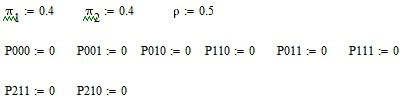 π₁ := 0.4 π₂ := 0.4 ρ := 0.5
P000 := 0 P001 := 0 P010 := 0 P110 := 0 P011 := 0 P111 := 0
P211 := 0 P210 := 0